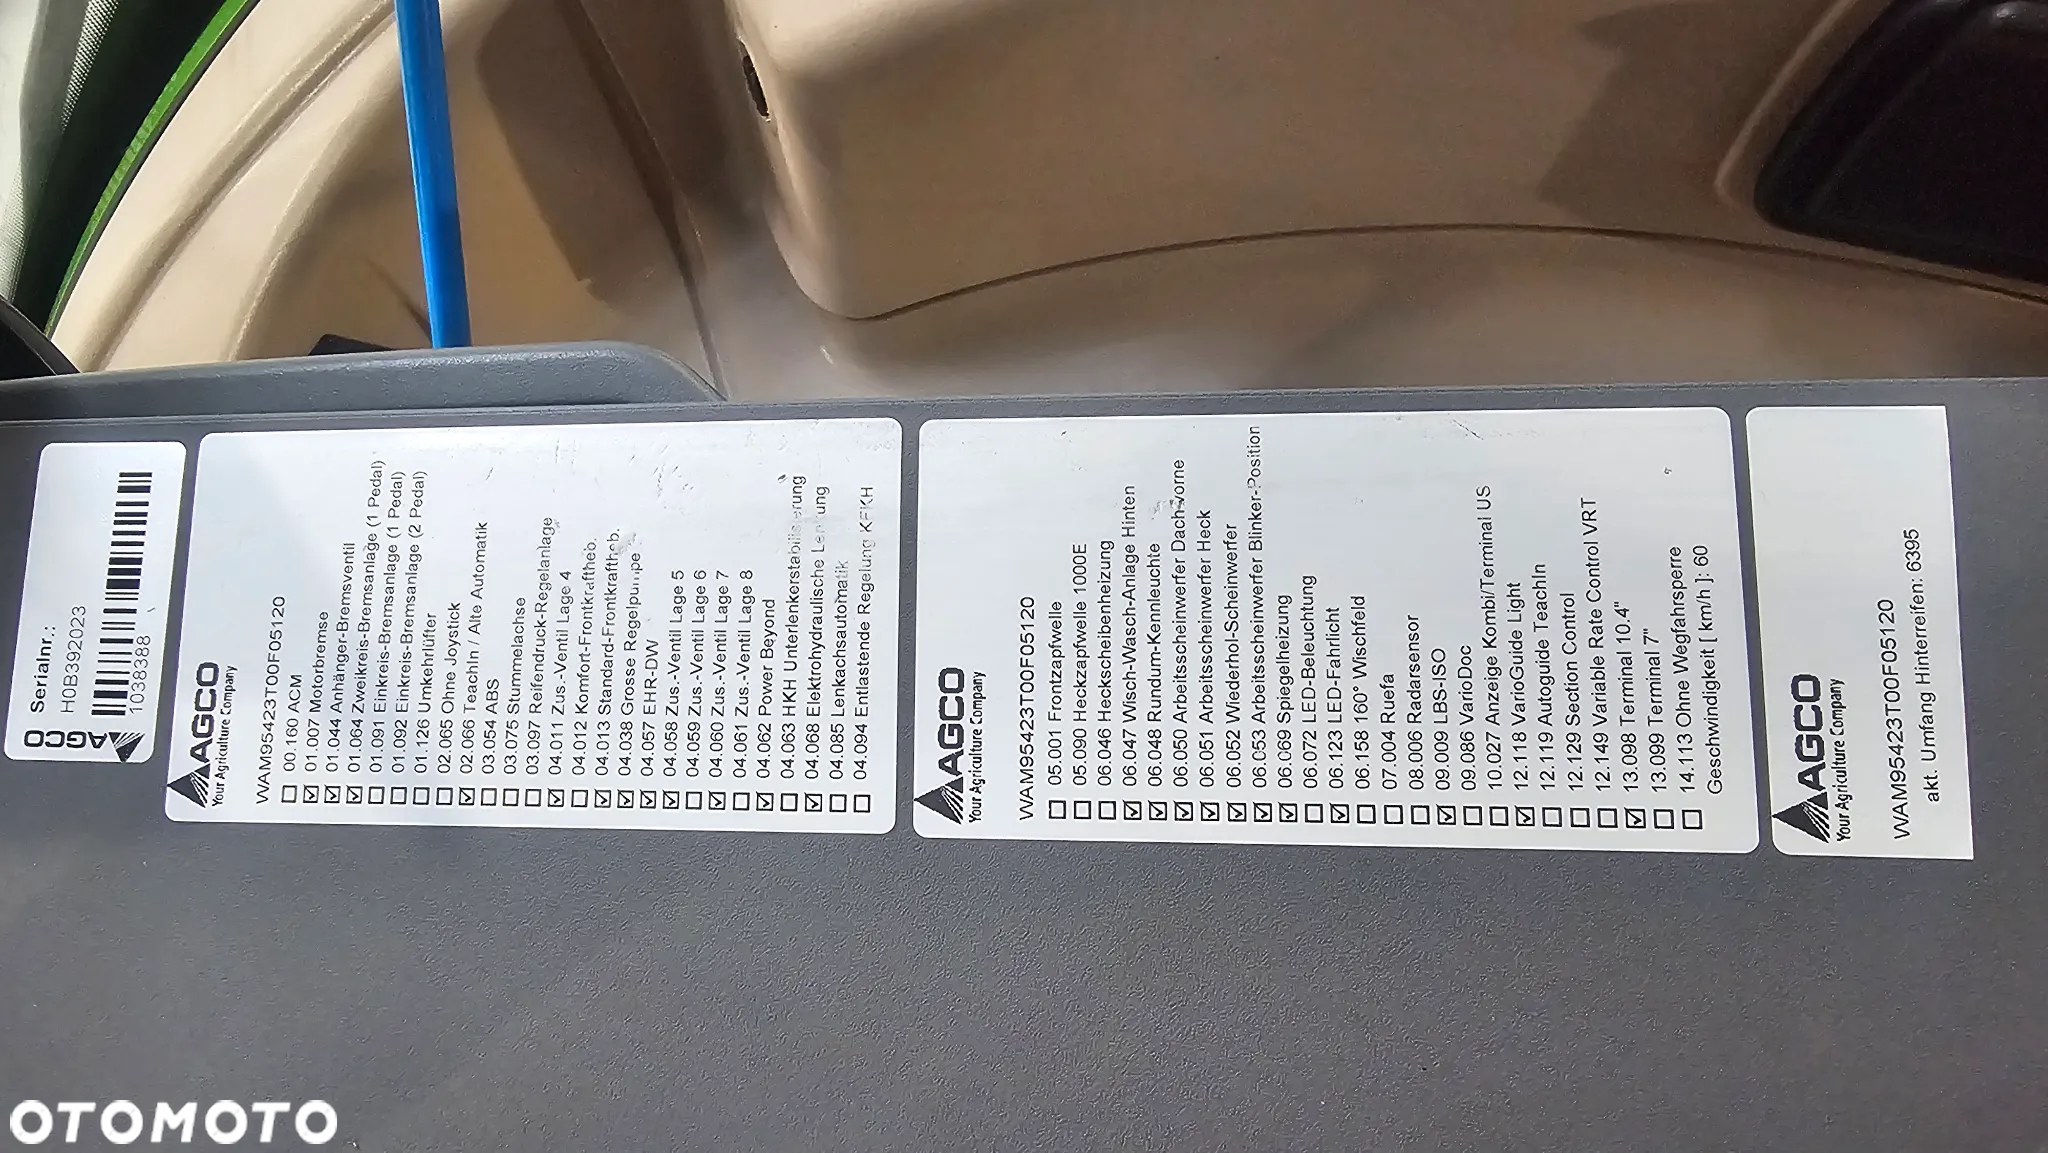 AGCO
Serialnr.:
H0B392023
1038388
AGCO
Your Agriculture Company
WAM95423T00F05120
☐ 00.160 ACM
☑ 01.007 Motorbremse
☑ 01.044 Anhänger-Bremsventil
☑ 01.064 Zweikreis-Bremsanlage (1 Pedal)
☐ 01.091 Einkreis-Bremsanlage (1 Pedal)
☐ 01.092 Einkreis-Bremsanlage (2 Pedal)
☐ 01.126 Umkehrlüfter
☐ 02.065 Ohne Joystick
☑ 02.066 TeachIn / Alte Automatik
☐ 03.054 ABS
☐ 03.075 Stummelachse
☐ 03.097 Reifendruck-Regelanlage
☑ 04.011 Zus.-Ventil Lage 4
☐ 04.012 Komfort-Frontkraftheb.
☑ 04.013 Standard-Frontkraftheb.
☑ 04.038 Grosse Regelpumpe
☑ 04.057 EHR-DW
☑ 04.058 Zus.-Ventil Lage 5
☐ 04.059 Zus.-Ventil Lage 6
☑ 04.060 Zus.-Ventil Lage 7
☐ 04.061 Zus.-Ventil Lage 8
☑ 04.062 Power Beyond
☐ 04.063 HKH Unterlenkerstabilisierung
☑ 04.068 Elektrohydraulische Lenkung
☐ 04.085 Lenkachsautomatik
☐ 04.094 Entlastende Regelung KFKH
AGCO
Your Agriculture Company
WAM95423T00F05120
☐ 05.001 Frontzapfwelle
☐ 05.090 Heckzapfwelle 1000E
☐ 06.046 Heckscheibenheizung
☑ 06.047 Wisch-Wasch-Anlage Hinten
☑ 06.048 Rundum-Kennleuchte
☑ 06.050 Arbeitsscheinwerfer Dach-vorne
☑ 06.051 Arbeitsscheinwerfer Heck
☑ 06.052 Wiederhol-Scheinwerfer
☑ 06.053 Arbeitsscheinwerfer Blinker-Position
☑ 06.069 Spiegelheizung
☐ 06.072 LED-Beleuchtung
☑ 06.123 LED-Fahrlicht
☐ 06.158 160° Wischfeld
☐ 07.004 Ruefa
☐ 08.006 Radarsensor
☑ 09.009 LBS-ISO
☐ 09.086 VarioDoc
☐ 10.027 Anzeige Kombi/Terminal US
☑ 12.118 VarioGuide Light
☐ 12.119 Autoguide TeachIn
☐ 12.129 Section Control
☐ 12.149 Variable Rate Control VRT
☑ 13.098 Terminal 10.4"
☐ 13.099 Terminal 7"
☐ 14.113 Ohne Wegfahrsperre
Geschwindigkeit [ km/h ]: 60
AGCO
Your Agriculture Company
WAM95423T00F05120
akt. Umfang Hinterreifen: 6395
OTOMOTO